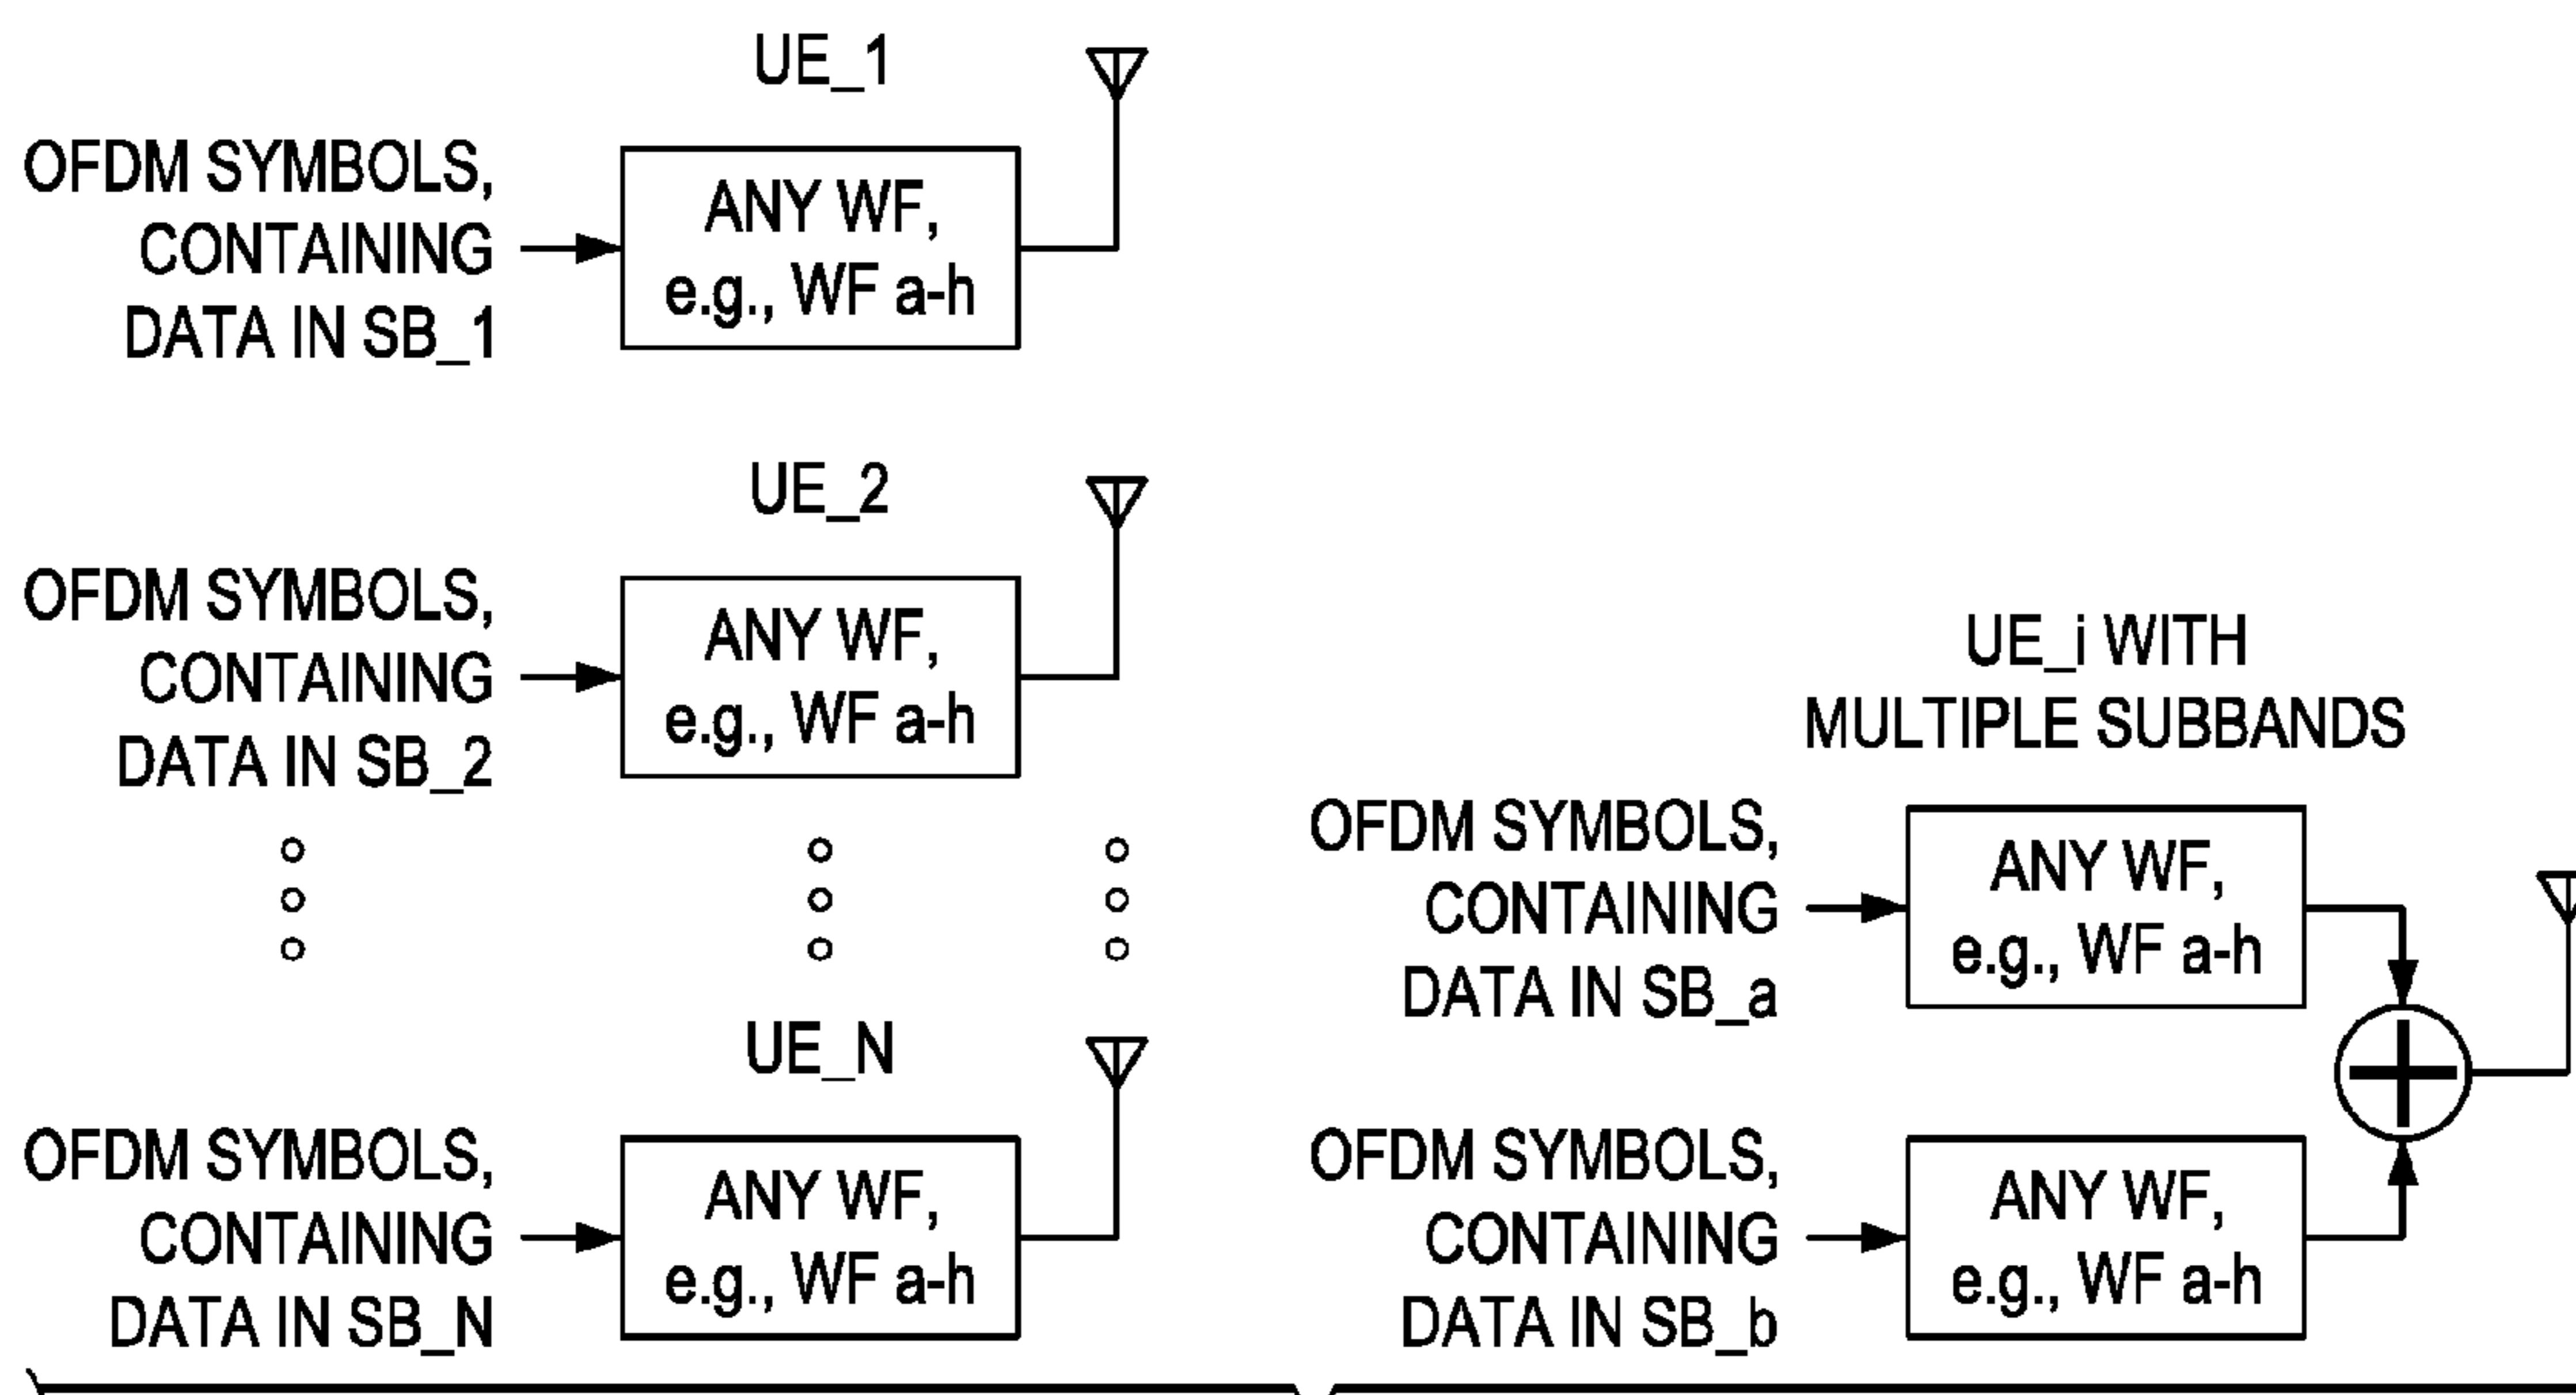 UE_1
OFDM SYMBOLS,
CONTAINING
DATA IN SB_1
ANY WF,
e.g., WF a-h
UE_2
OFDM SYMBOLS,
CONTAINING
DATA IN SB_2
ANY WF,
e.g., WF a-h
UE_N
OFDM SYMBOLS,
CONTAINING
DATA IN SB_N
ANY WF,
e.g., WF a-h
UE_i WITH
MULTIPLE SUBBANDS
OFDM SYMBOLS,
CONTAINING
DATA IN SB_a
ANY WF,
e.g., WF a-h
OFDM SYMBOLS,
CONTAINING
DATA IN SB_b
ANY WF,
e.g., WF a-h